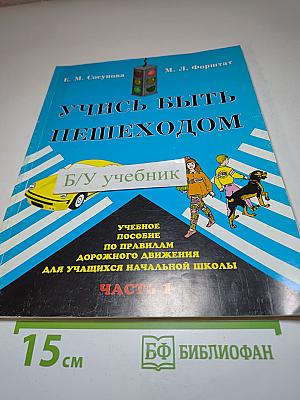 Е. М. Сосунова
М. Л. Форштат
УЧИСЬ БЫТЬ
ПЕШЕХОДОМ
Б/У учебник
УЧЕБНОЕ
ПОСОБИЕ
ПО ПРАВИЛАМ
ДОРОЖНОГО ДВИЖЕНИЯ
ДЛЯ УЧАЩИХСЯ НАЧАЛЬНОЙ ШКОЛЫ
ЧАСТЬ 1
15 см
БФ БИБЛИОФАН